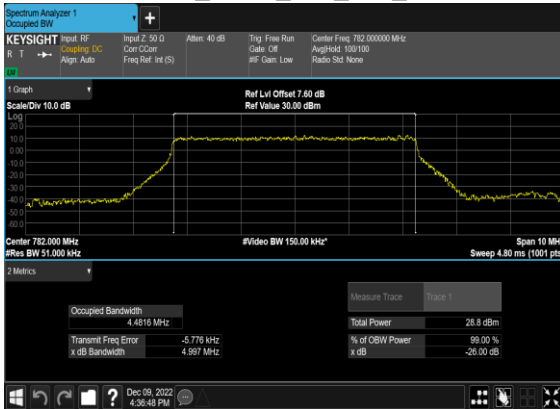 Spectrum Analyzer 1
Occupied BW
KEYSIGHT Input: RF Input Z: 50 Ω Atten: 40 dB Trig: Free Run Center Freq: 782.000000 MHz
R T Coupling: DC Corr CCorr Gate: Off Avg|Hold: 100/100
Align: Auto Freq Ref: Int (S) #IF Gain: Low Radio Std: None
1 Graph
Ref Lvl Offset 7.60 dB
Scale/Div 10.0 dB Ref Value 30.00 dBm
Log
20.0
10.0
0.00
-10.0
-20.0
-30.0
-40.0
-50.0
-60.0
Center 782.000 MHz #Video BW 150.00 kHz* Span 10 MH
#Res BW 51.000 kHz Sweep 4.80 ms (1001 pts
2 Metrics
Measure Trace Trace 1
Occupied Bandwidth
4.4816 MHz Total Power 28.8 dBm
Transmit Freq Error -5.776 kHz % of OBW Power 99.00 %
x dB Bandwidth 4.997 MHz x dB -26.00 dB
Dec 09, 2022
4:36:48 PM